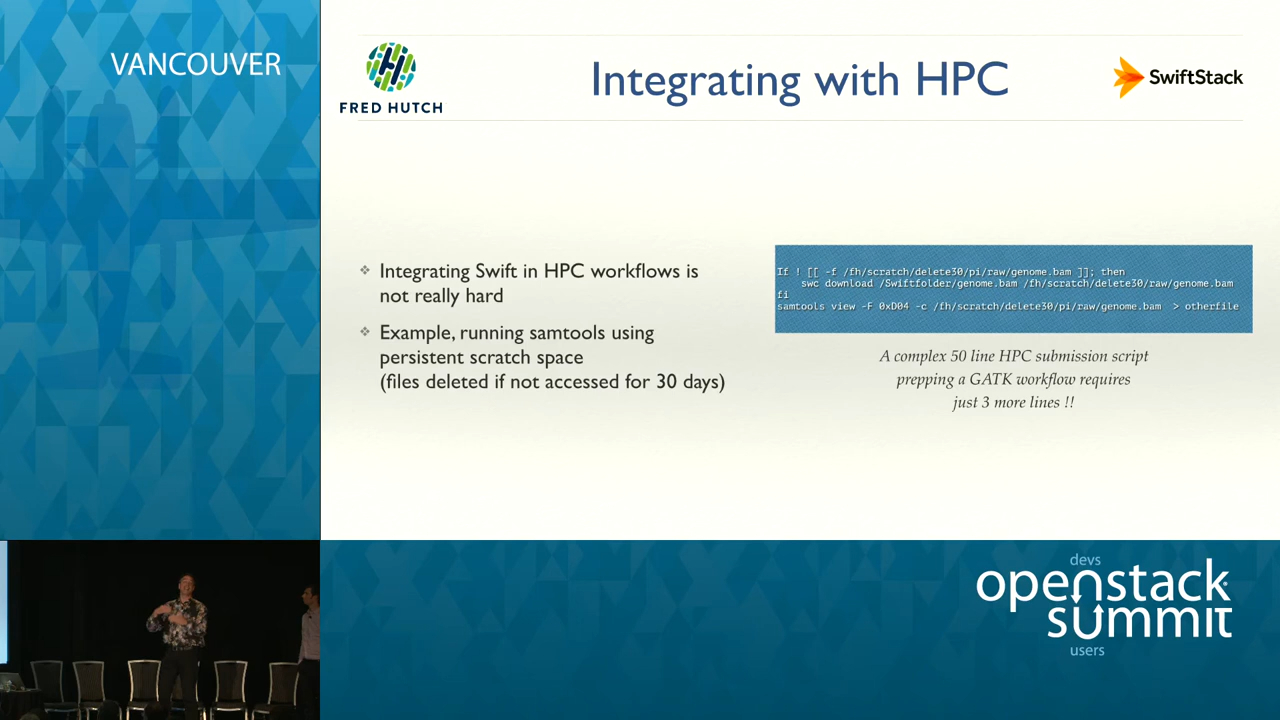 VANCOUVER
FRED HUTCH
Integrating with HPC
SwiftStack
❖ Integrating Swift in HPC workflows is
not really hard
❖ Example, running samtools using
persistent scratch space
(files deleted if not accessed for 30 days)
If ! [[ -f /fh/scratch/delete30/pi/raw/genome.bam ]]; then
    swc download /Swiftfolder/genome.bam /fh/scratch/delete30/pi/raw/genome.bam
fi
samtools view -F 0xD04 -c /fh/scratch/delete30/pi/raw/genome.bam  > otherfile
A complex 50 line HPC submission script
prepping a GATK workflow requires
just 3 more lines !!
devs
openstack
summit
users